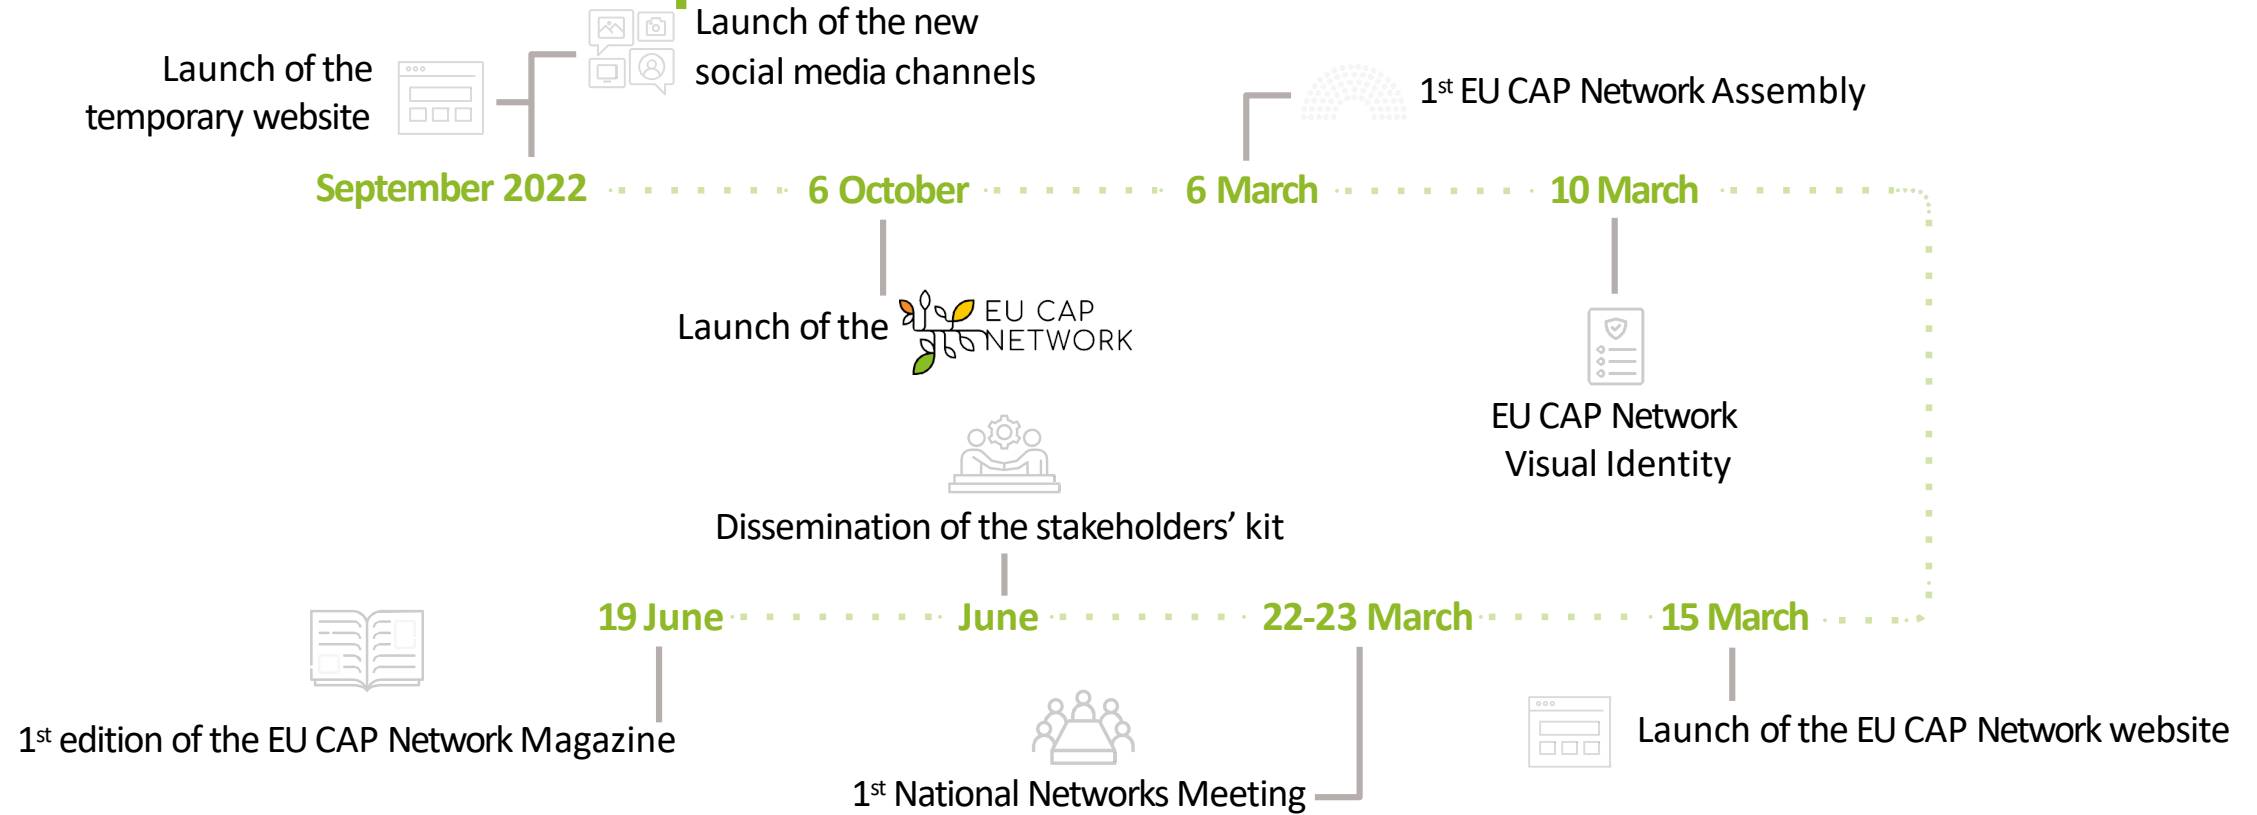 Launch of the new
social media channels
Launch of the
temporary website
1st EU CAP Network Assembly
September 2022
6 October
6 March
10 March
Launch of the
EU CAP
NETWORK
EU CAP Network
Visual Identity
Dissemination of the stakeholders’ kit
19 June
June
22-23 March
15 March
1st edition of the EU CAP Network Magazine
Launch of the EU CAP Network website
1st National Networks Meeting